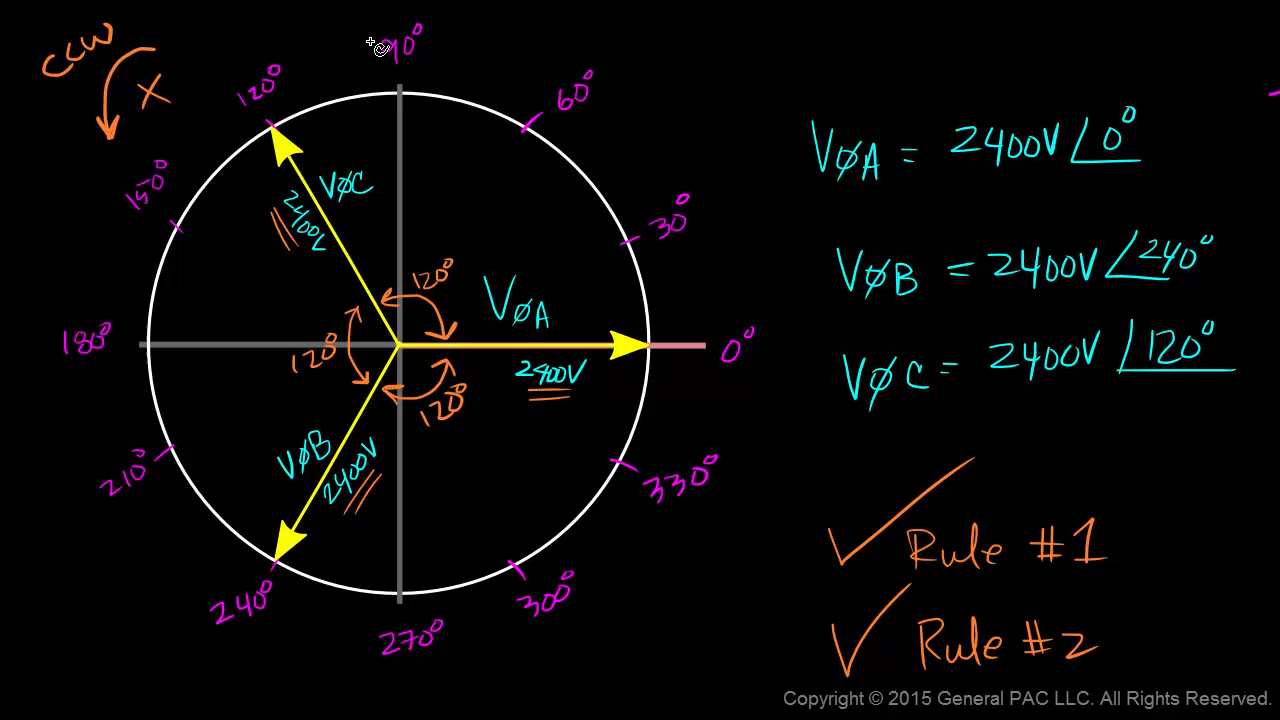 CCW
X
90°
120°
60°
150°
30°
VØC
2400V
120°
VØA
180°
120°
0°
2400V
120°
VØB
2400V
210°
330°
240°
300°
270°
VØA = 2400V ∠0°
VØB = 2400V ∠240°
VØC = 2400V ∠120°
✓ Rule #1
✓ Rule #2
Copyright © 2015 General PAC LLC. All Rights Reserved.